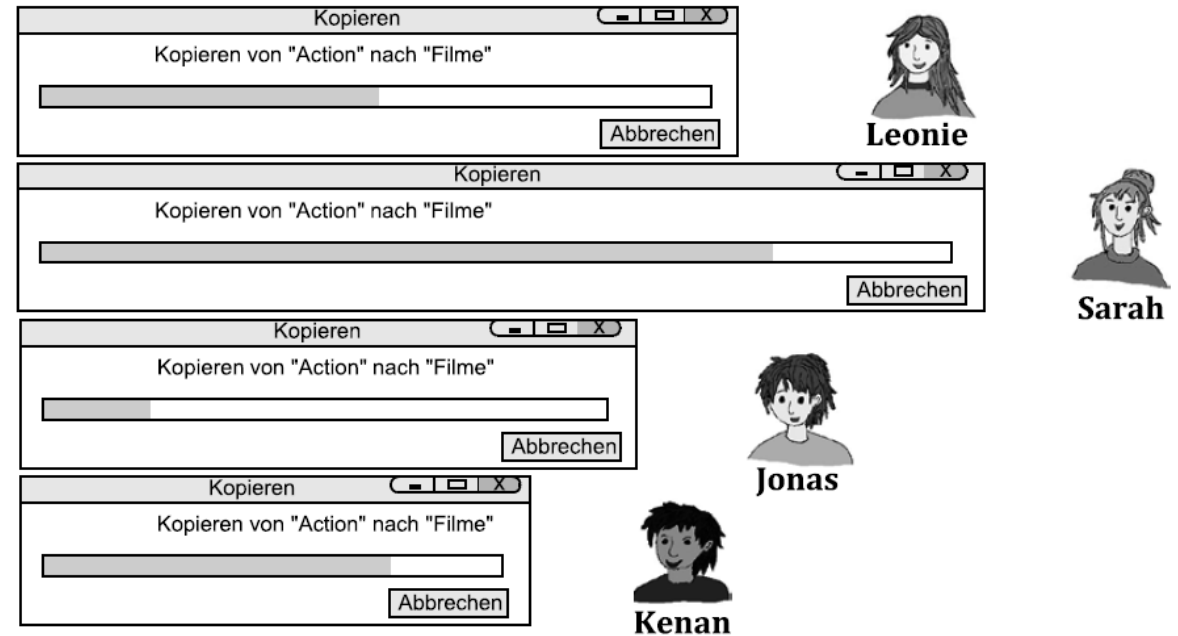 Kopieren
X
Kopieren von "Action" nach "Filme"
Abbrechen
Leonie
Kopieren
X
Kopieren von "Action" nach "Filme"
Abbrechen
Sarah
Kopieren
X
Kopieren von "Action" nach "Filme"
Abbrechen
Jonas
Kopieren
X
Kopieren von "Action" nach "Filme"
Abbrechen
Kenan